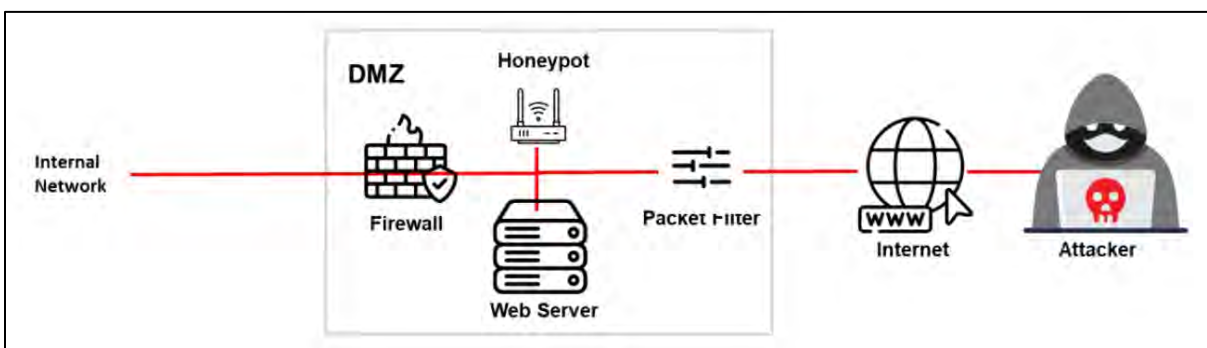 DMZ
Honeypot
Internal
Network
Firewall
Packet Filter
WWW
Internet
Attacker
Web Server